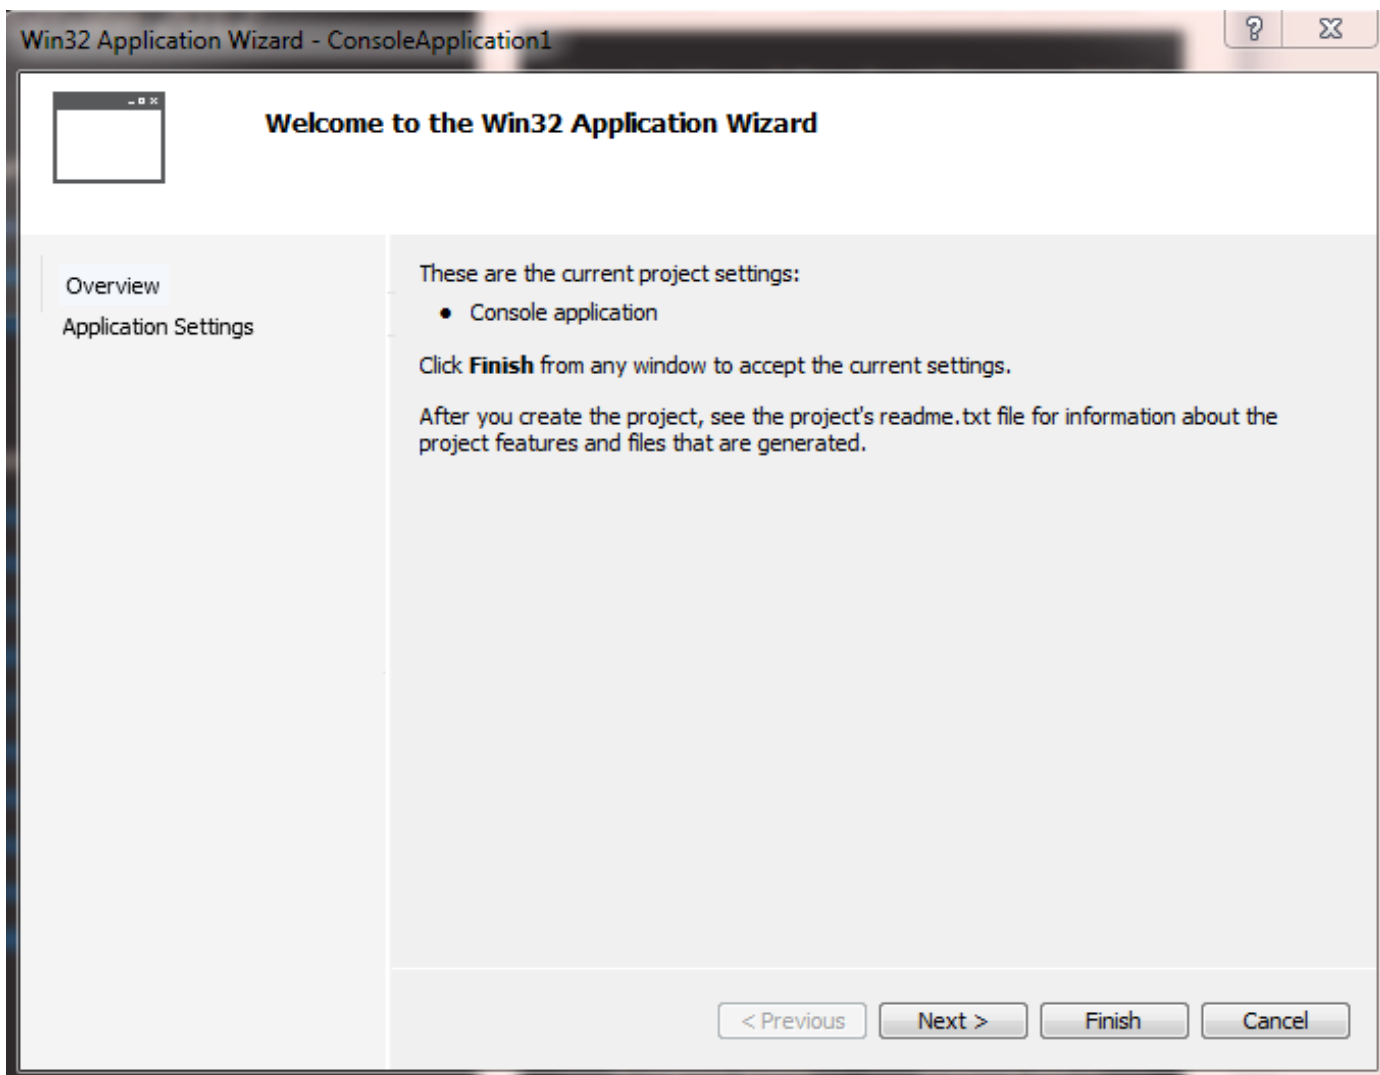 Win32 Application Wizard - ConsoleApplication1
Welcome to the Win32 Application Wizard
Overview
Application Settings
These are the current project settings:
• Console application
Click Finish from any window to accept the current settings.
After you create the project, see the project's readme.txt file for information about the
project features and files that are generated.
< Previous
Next >
Finish
Cancel